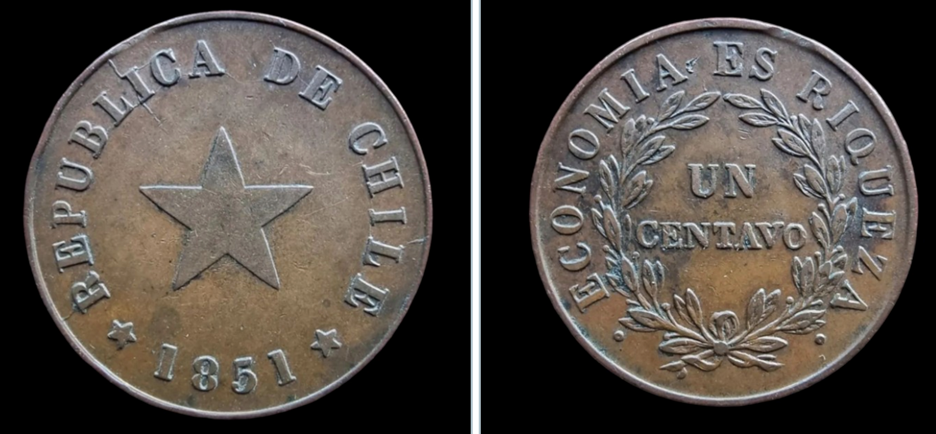 REPUBLICA DE CHILE
1851
ECONOMIA ES RIQUEZA
UN
CENTAVO